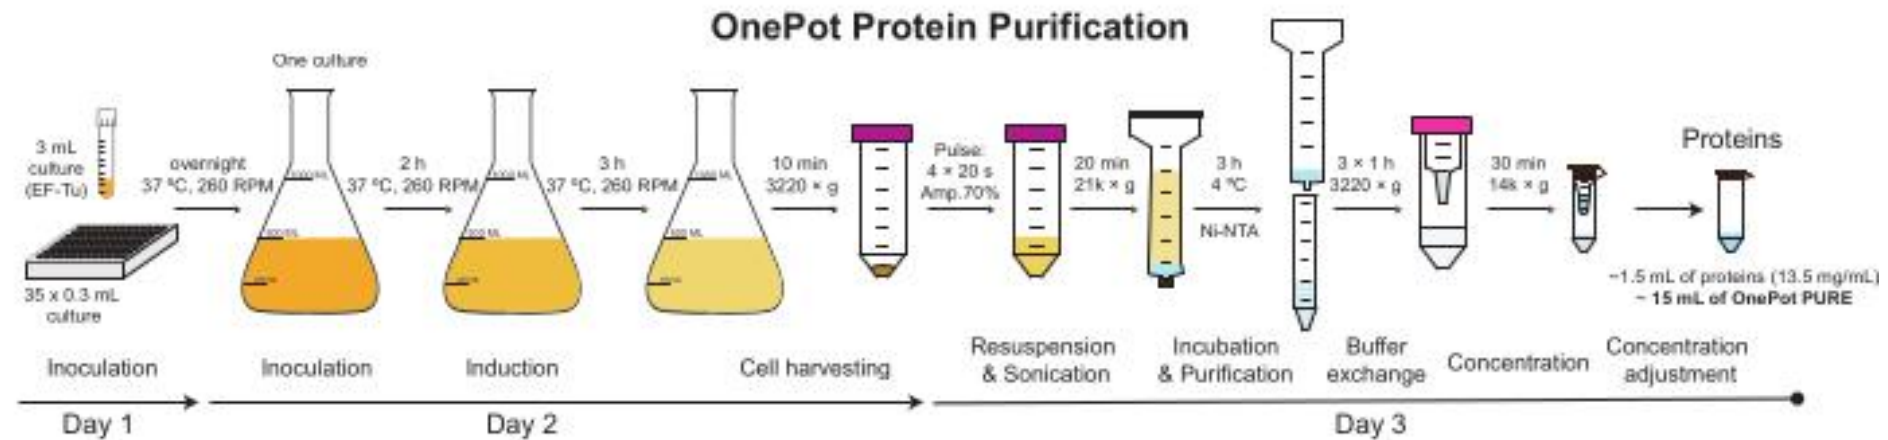 OnePot Protein Purification
One culture
3 mL
culture
(EF-Tu)
35 x 0.3 mL
culture
overnight
37 ºC, 260 RPM
2 h
37 ºC, 260 RPM
3 h
37 ºC, 260 RPM
10 min
3220 × g
Pulse:
4 × 20 s
Amp.70%
20 min
21k × g
3 h
4 ºC
Ni-NTA
3 × 1 h
3220 × g
30 min
14k × g
Proteins
~1.5 mL of proteins (13.5 mg/mL)
~ 15 mL of OnePot PURE
Inoculation
Inoculation
Induction
Cell harvesting
Resuspension
& Sonication
Incubation
& Purification
Buffer
exchange
Concentration
Concentration
adjustment
Day 1
Day 2
Day 3